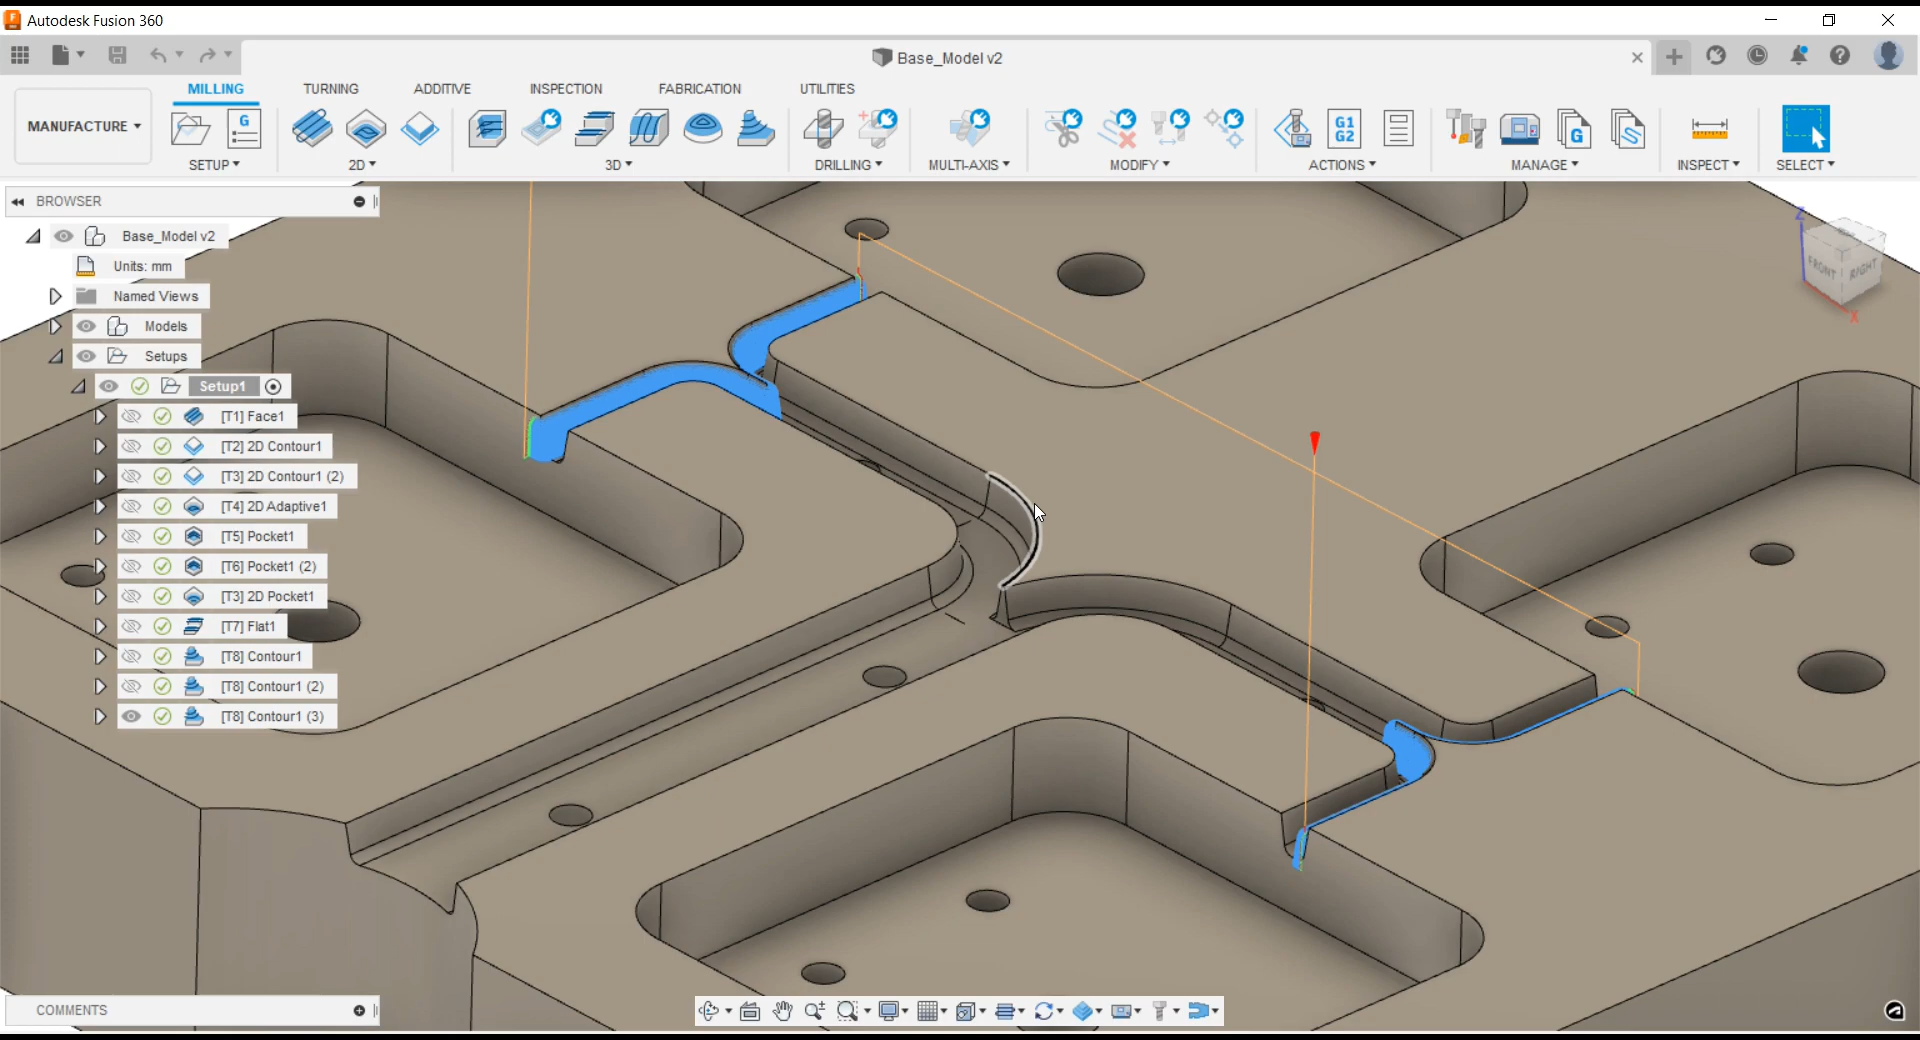 Autodesk Fusion 360
Base_Model v2
MILLING TURNING ADDITIVE INSPECTION FABRICATION UTILITIES
MANUFACTURE
G
G1
G2
G
SETUP 2D 3D DRILLING MULTI-AXIS MODIFY ACTIONS MANAGE INSPECT SELECT
BROWSER
Base_Model v2
Units: mm
Named Views
Models
Setups
Setup1
[T1] Face1
[T2] 2D Contour1
[T3] 2D Contour1 (2)
[T4] 2D Adaptive1
[T5] Pocket1
[T6] Pocket1 (2)
[T3] 2D Pocket1
[T7] Flat1
[T8] Contour1
[T8] Contour1 (2)
[T8] Contour1 (3)
Z
FRONT RIGHT
X
COMMENTS